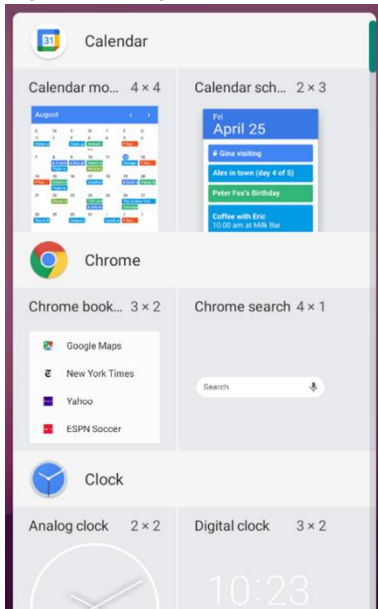 31
Calendar
Calendar mo... 4 × 4
Calendar sch... 2 × 3
August
Fri
April 25
Gina visiting
Alex in town (day 4 of 5)
Peter Fox's Birthday
Coffee with Eric
10:00 am at Milk Bar
Chrome
Chrome book... 3 × 2
Chrome search 4 × 1
Google Maps
New York Times
Yahoo
ESPN Soccer
Search
Clock
Analog clock 2 × 2
Digital clock 3 × 2
10:23